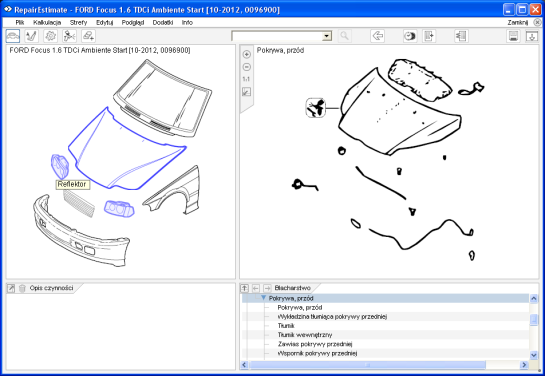 RepairEstimate - FORD Focus 1.6 TDCi Ambiente Start [10-2012, 0096900]
Plik Kalkulacja Strefy Edytuj Podgląd Dodatki Info Zamknij
FORD Focus 1.6 TDCi Ambiente Start [10-2012, 0096900]
Reflektor
Pokrywa, przód
1:1
Opis czynności
Blacharstwo
Pokrywa, przód
Pokrywa, przód
Wykładzina tłumiąca pokrywy przedniej
Tłumik
Tłumik wewnętrzny
Zawias pokrywy przedniej
Wspornik pokrywy przedniej